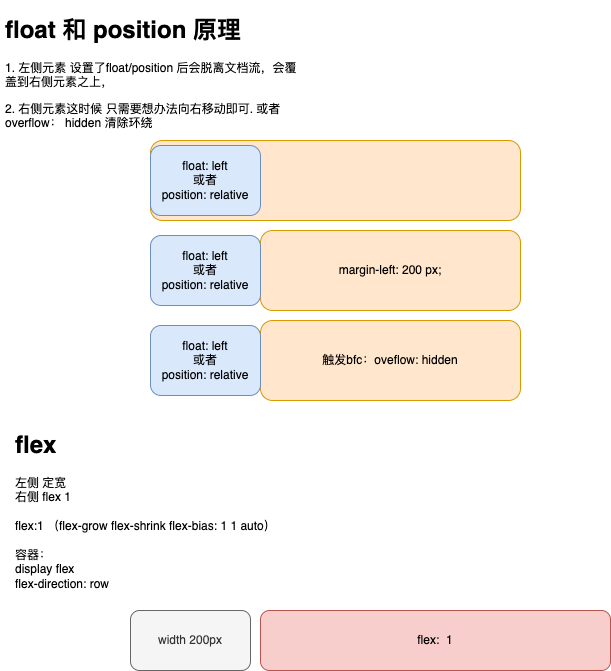 float 和 position 原理
1. 左侧元素 设置了float/position 后会脱离文档流，会覆
盖到右侧元素之上，
2. 右侧元素这时候 只需要想办法向右移动即可. 或者
overflow： hidden 清除环绕
float: left
或者
position: relative
float: left
或者
position: relative
margin-left: 200 px;
float: left
或者
position: relative
触发bfc：oveflow: hidden
flex
左侧 定宽
右侧 flex 1
flex:1 （flex-grow flex-shrink flex-bias: 1 1 auto）
容器：
display flex
flex-direction: row
width 200px
flex: 1